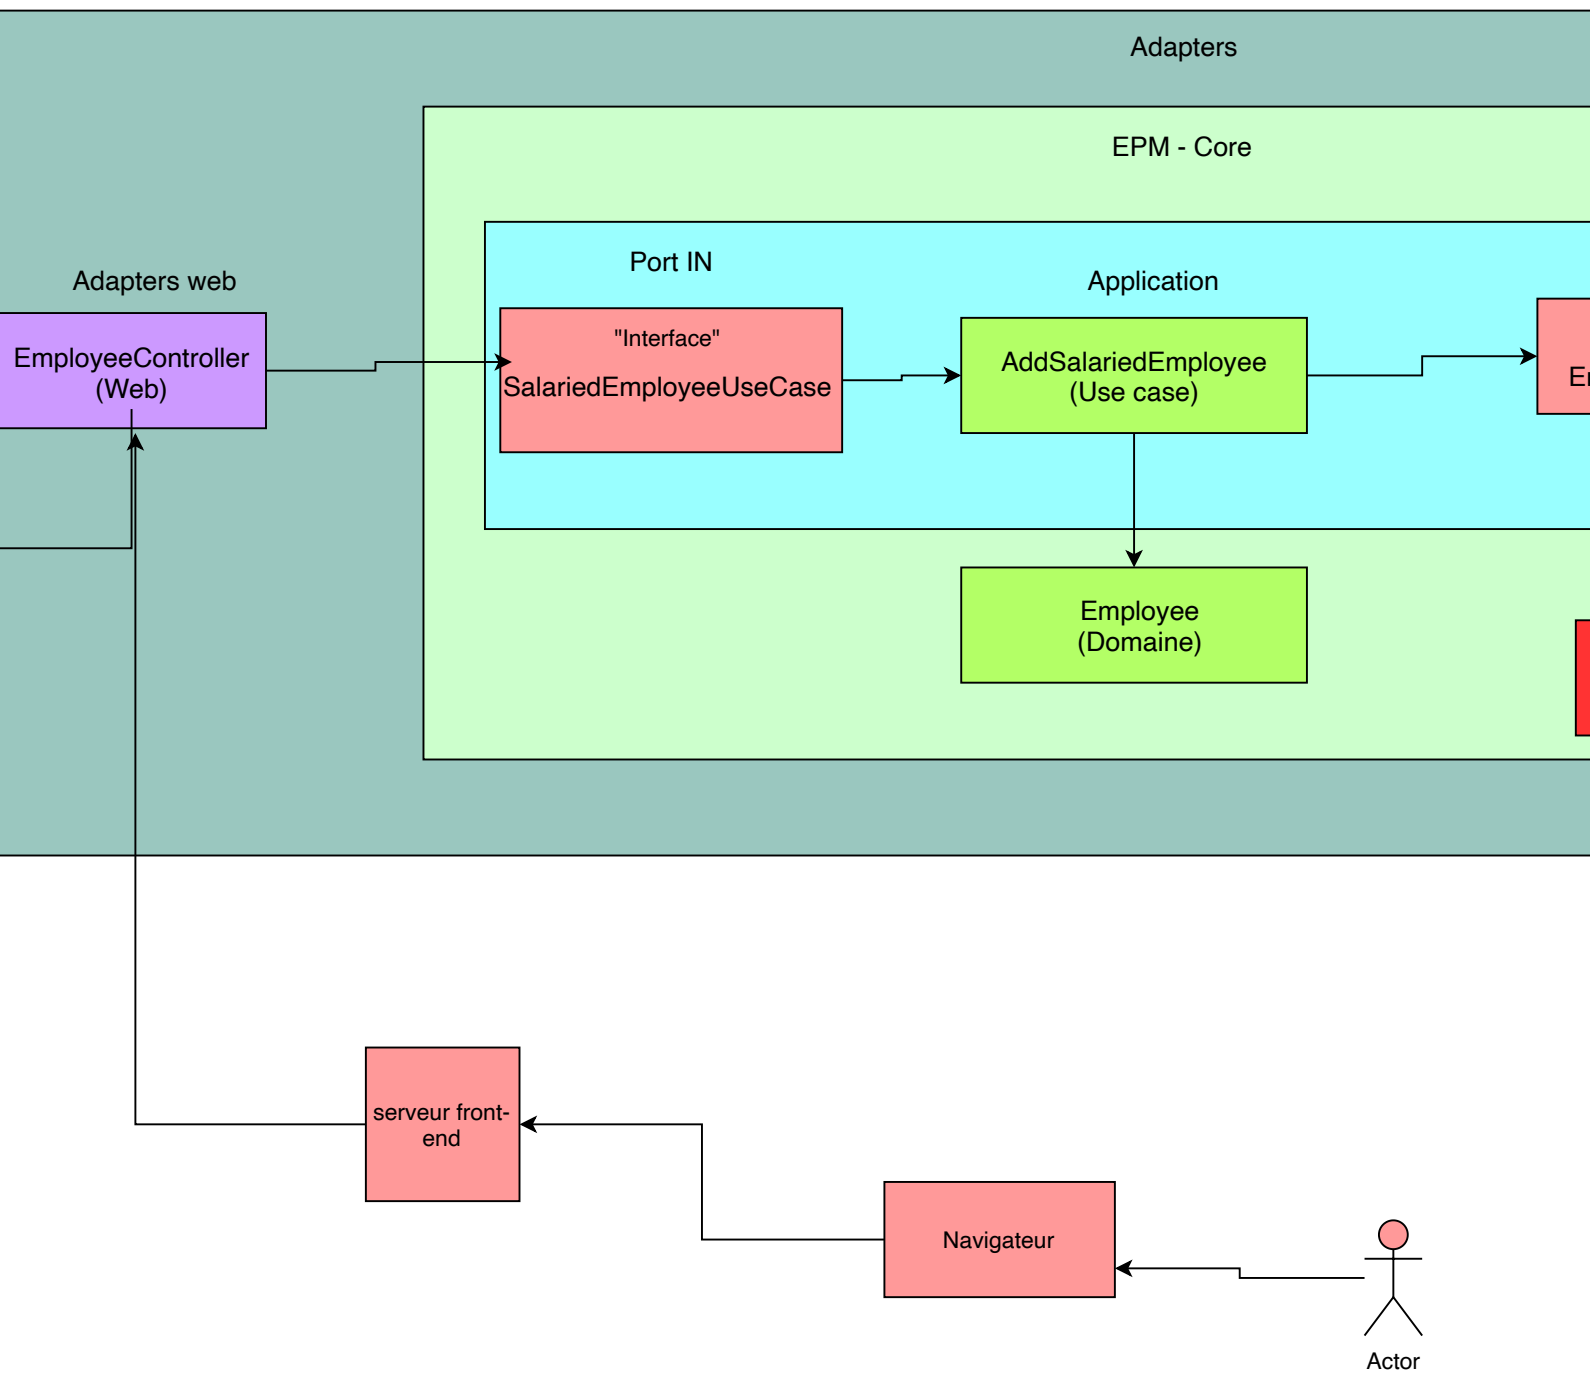 Adapters
EPM - Core
Port IN
Adapters web
Application
"Interface"
SalariedEmployeeUseCase
EmployeeController
(Web)
AddSalariedEmployee
(Use case)
Employee
(Domaine)
serveur front-
end
Navigateur
Actor